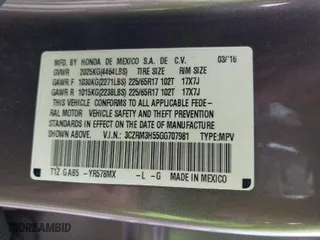 MFD. BY HONDA DE MEXICO S.A. DE C.V. 03/16
GVWR 2025KG(4464LBS) TIRE SIZE RIM SIZE
GAWR F 1030KG(2271LBS) 225/65R17 102T 17X7J
GAWR R 1015KG(2238LBS) 225/65R17 102T 17X7J
THIS VEHICLE CONFORMS TO ALL APPLICABLE FEDE-
RAL MOTOR VEHICLE SAFETY AND THEFT PREVENTION
STANDARDS IN EFFECT ON THE DATE OF MANUFACTURE
SHOWN ABOVE. V.I.N.: 3CZRM3H55GG707981 TYPE:MPV
T1Z GAB5 -YR578MX -L -G MADE IN MEXICO